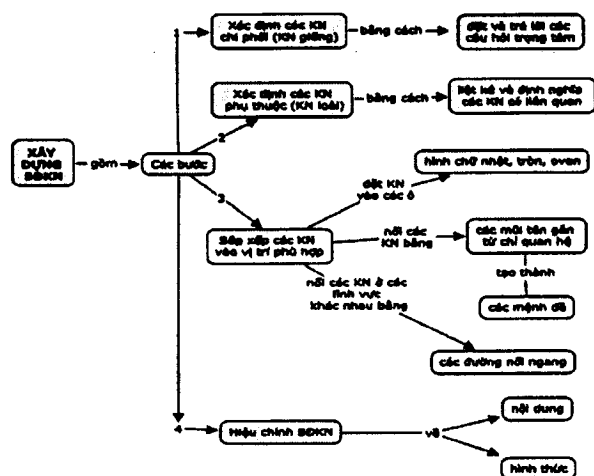 XÂY
DỰNG
SĐKN
gồm
Các bước
1
Xác định các KN
chi phối (KN giống)
bằng cách
đặt và trả lời các
câu hỏi trọng tâm
2
Xác định các KN
phụ thuộc (KN loài)
bằng cách
liệt kê và định nghĩa
các KN có liên quan
3
Sắp xếp các KN
vào vị trí phù hợp
đặt KN
vào các ô
hình chữ nhật, tròn, oven
nối các
KN bằng
các mũi tên gắn
từ chỉ quan hệ
tạo thành
các mệnh đề
nối các KN ở các
lĩnh vực
khác nhau bằng
các đường nối ngang
4
Hiệu chỉnh SĐKN
về
nội dung
hình thức